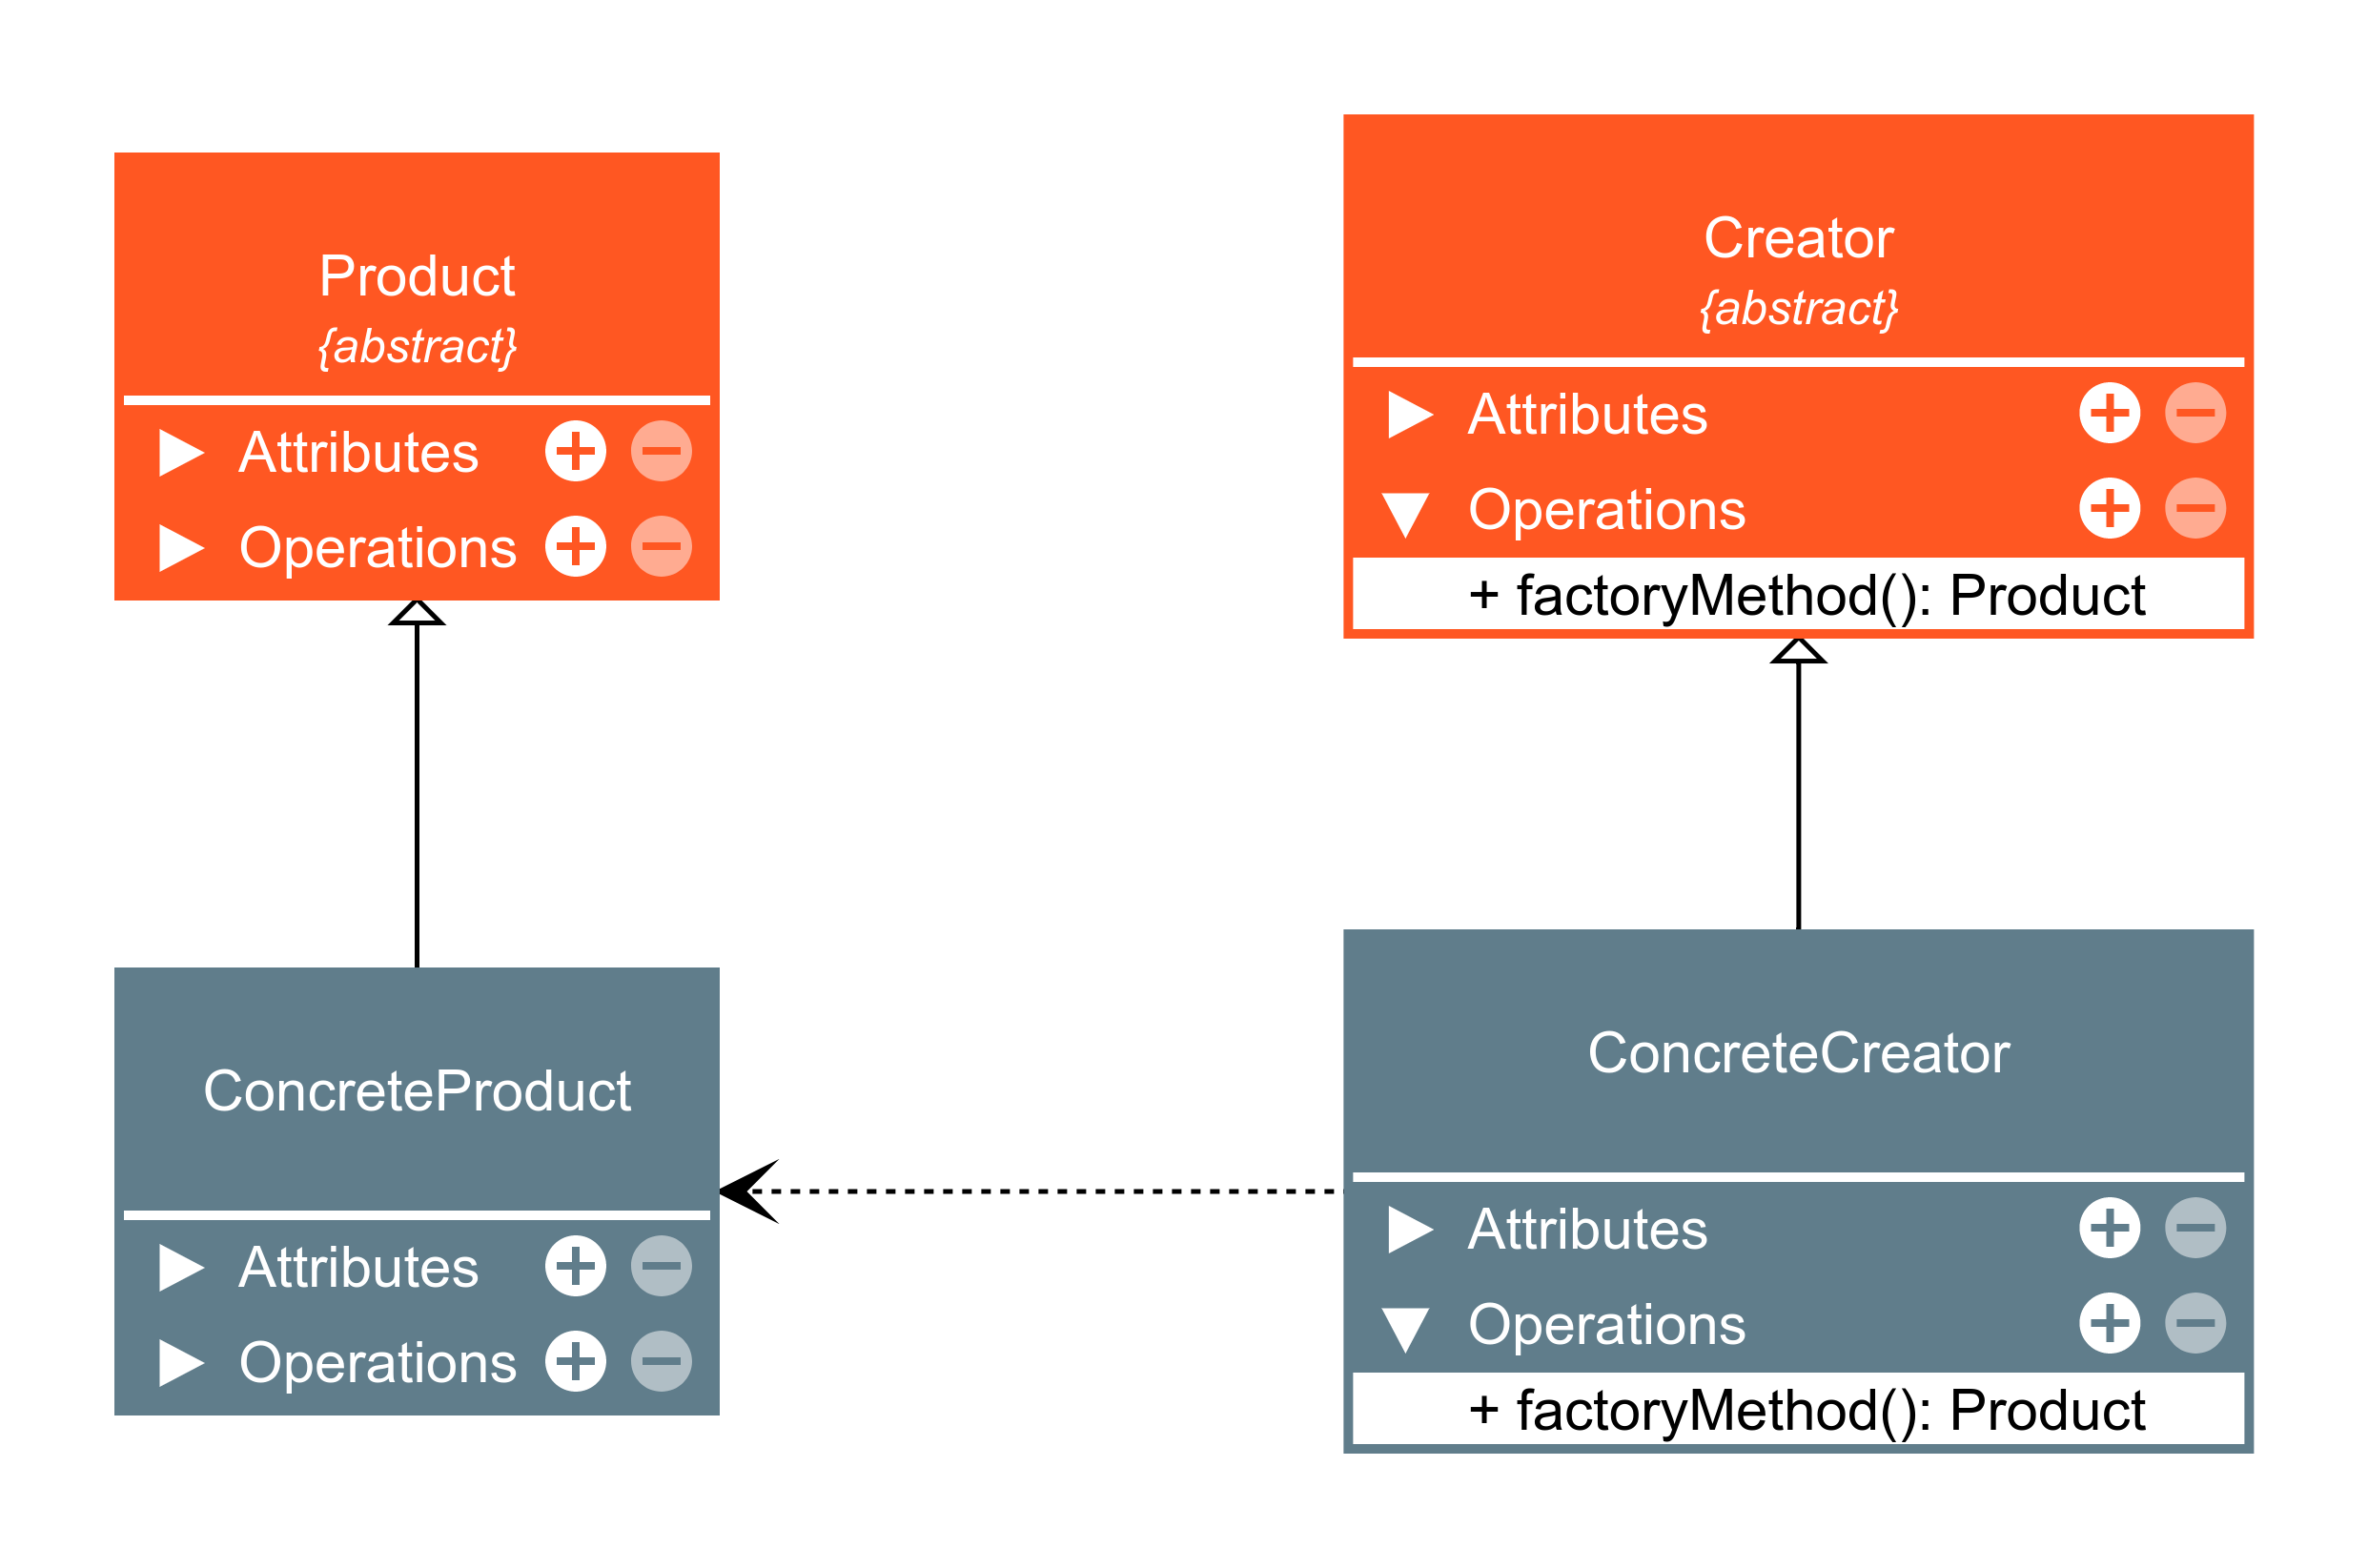 Product
{abstract}
Attributes
Operations
Creator
{abstract}
Attributes
Operations
+ factoryMethod(): Product
ConcreteProduct
Attributes
Operations
ConcreteCreator
Attributes
Operations
+ factoryMethod(): Product